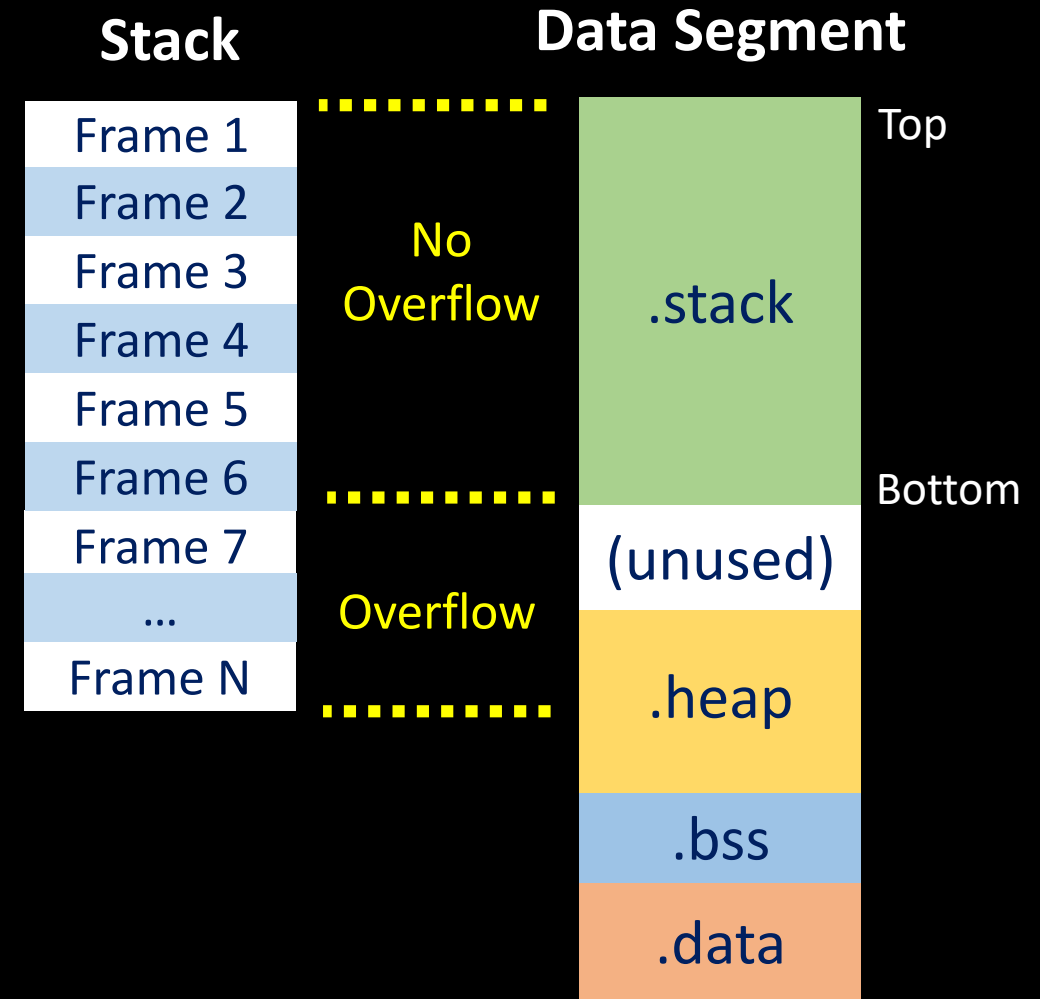 Stack
Frame 1
Frame 2
Frame 3
Frame 4
Frame 5
Frame 6
Frame 7
...
Frame N
No
Overflow
Overflow
Data Segment
.stack
(unused)
.heap
.bss
.data
Top
Bottom